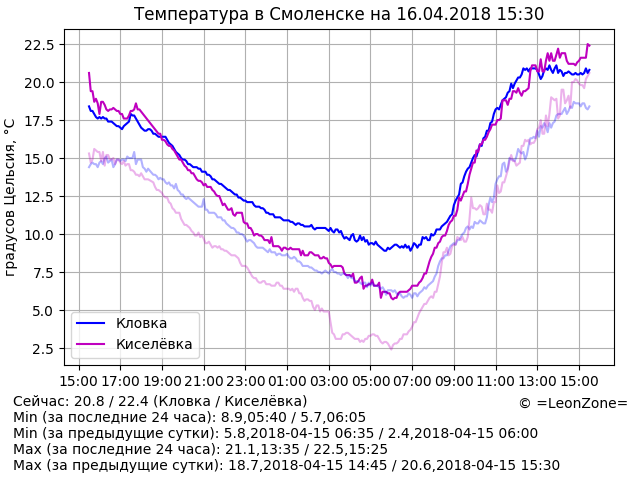 Температура в Смоленске на 16.04.2018 15:30
градусов Цельсия, °C
22.5
20.0
17.5
15.0
12.5
10.0
7.5
5.0
2.5
Кловка
Киселёвка
15:00 17:00 19:00 21:00 23:00 01:00 03:00 05:00 07:00 09:00 11:00 13:00 15:00
Сейчас: 20.8 / 22.4 (Кловка / Киселёвка)
© =LeonZone=
Min (за последние 24 часа): 8.9,05:40 / 5.7,06:05
Min (за предыдущие сутки): 5.8,2018-04-15 06:35 / 2.4,2018-04-15 06:00
Max (за последние 24 часа): 21.1,13:35 / 22.5,15:25
Max (за предыдущие сутки): 18.7,2018-04-15 14:45 / 20.6,2018-04-15 15:30